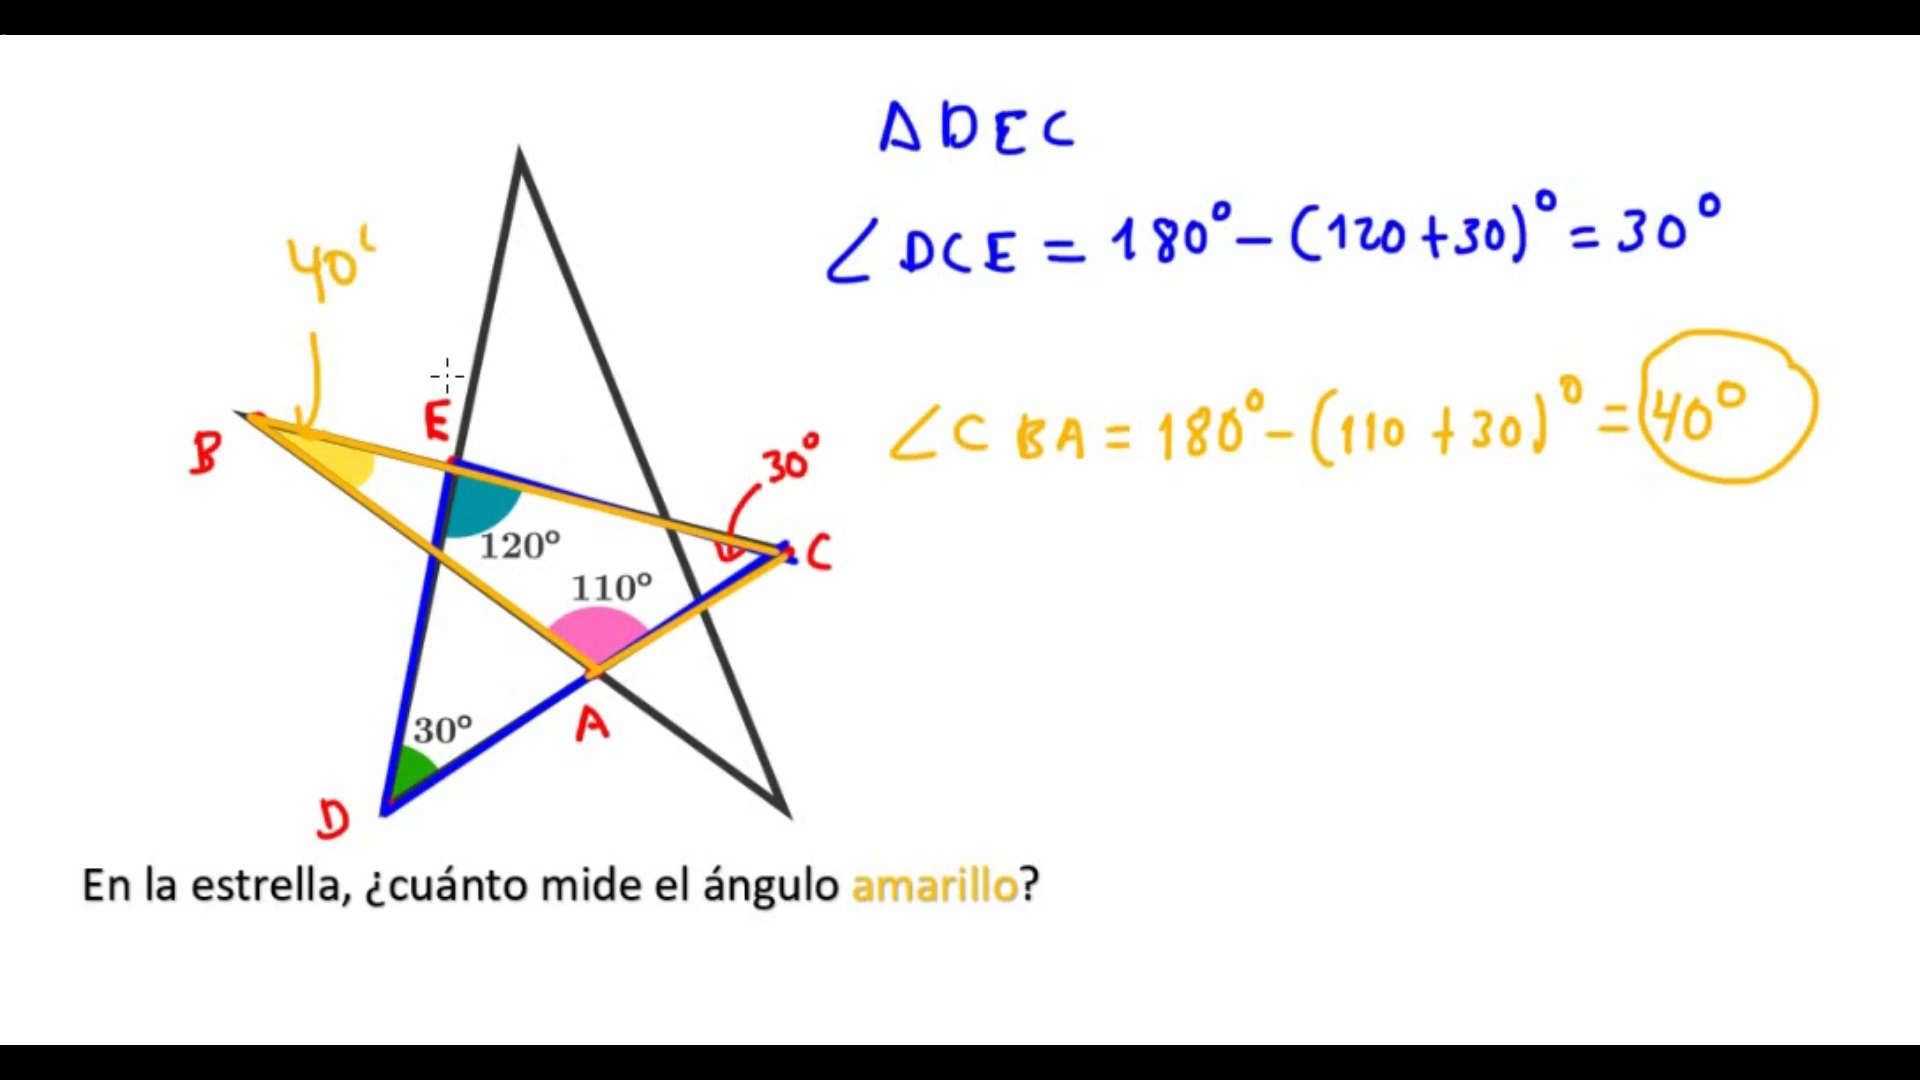 Δ DEC
∠DCE = 180° - (120 + 30)° = 30°
40°
∠CBA = 180° - (110 + 30)° = 40°
E
B
30°
C
120°
110°
30°
A
D
En la estrella, ¿cuánto mide el ángulo amarillo?